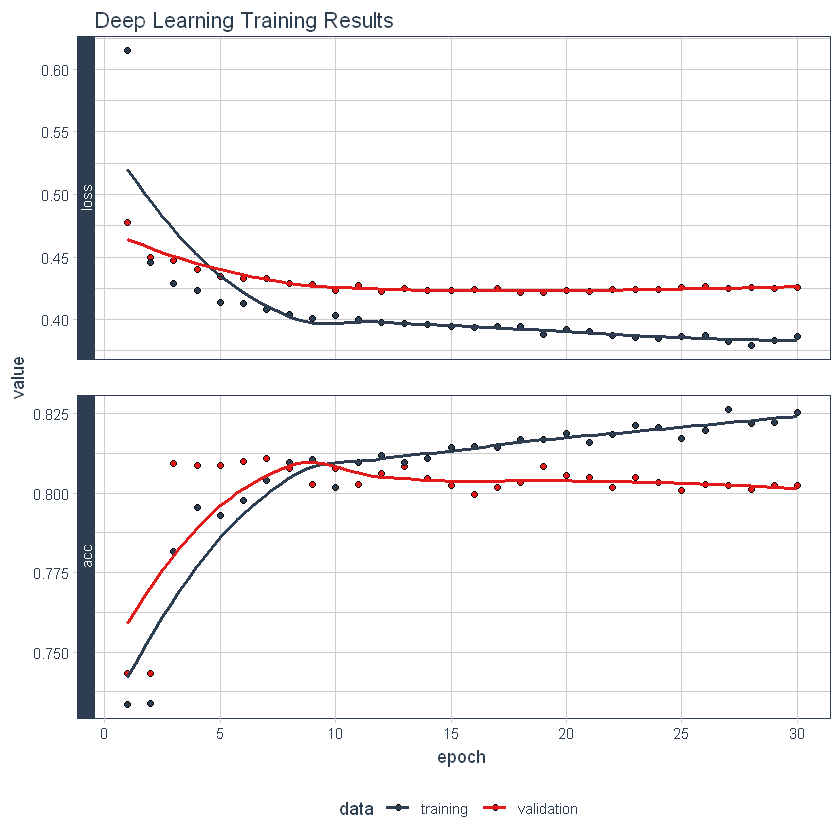 Deep Learning Training Results
0.60
0.55
0.50
0.45
0.40
loss
value
0.825
0.800
0.775
0.750
acc
0 5 10 15 20 25 30
epoch
data training validation